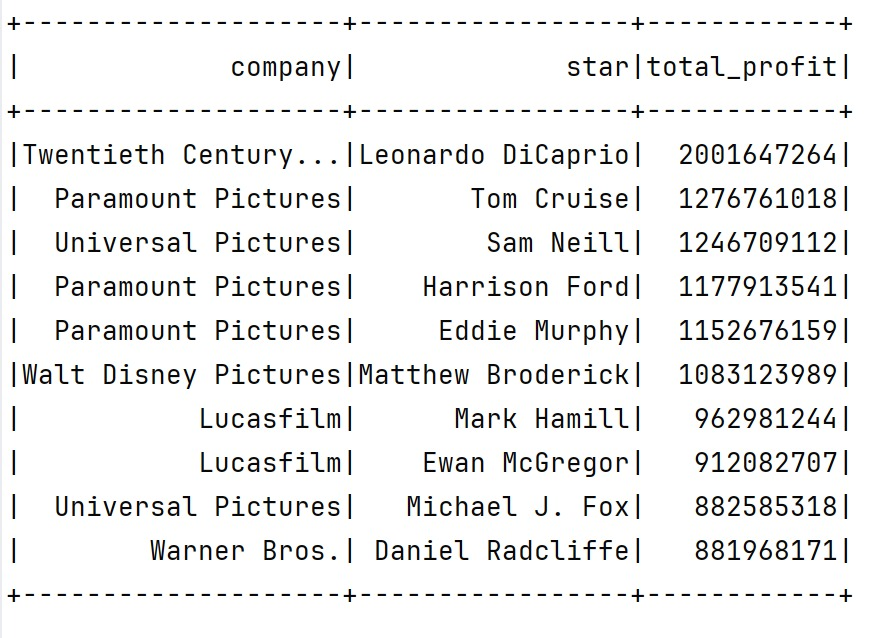 +--------------------+-----------------+------------+
|             company|             star|total_profit|
+--------------------+-----------------+------------+
|Twentieth Century...|Leonardo DiCaprio|  2001647264|
|  Paramount Pictures|       Tom Cruise|  1276761018|
|  Universal Pictures|        Sam Neill|  1246709112|
|  Paramount Pictures|    Harrison Ford|  1177913541|
|  Paramount Pictures|     Eddie Murphy|  1152676159|
|Walt Disney Pictures|Matthew Broderick|  1083123989|
|           Lucasfilm|      Mark Hamill|   962981244|
|           Lucasfilm|    Ewan McGregor|   912082707|
|  Universal Pictures|   Michael J. Fox|   882585318|
|        Warner Bros.| Daniel Radcliffe|   881968171|
+--------------------+-----------------+------------+